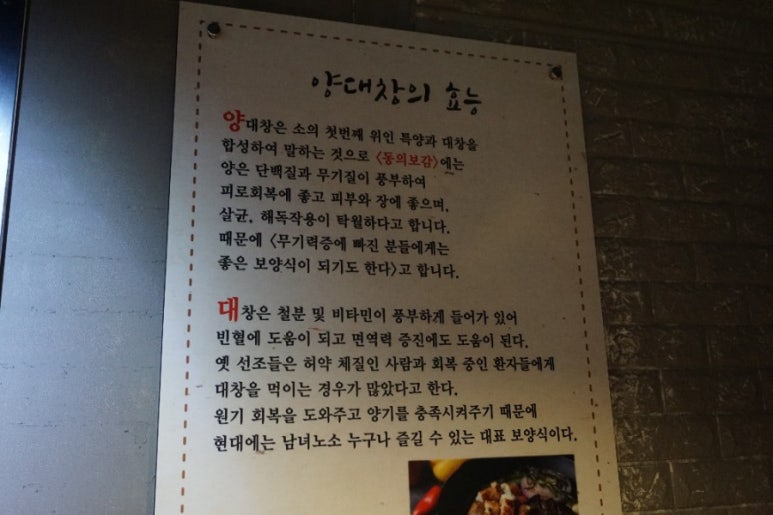 양대창의 효능
양대창은 소의 첫번째 위인 특양과 대창을
합성하여 말하는 것으로 〈동의보감〉에는
양은 단백질과 무기질이 풍부하여
피로회복에 좋고 피부와 장에 좋으며,
살균, 해독작용이 탁월하다고 합니다.
때문에 〈무기력증에 빠진 분들에게는
좋은 보양식이 되기도 한다〉고 합니다.
대창은 철분 및 비타민이 풍부하게 들어가 있어
빈혈에 도움이 되고 면역력 증진에도 도움이 된다.
옛 선조들은 허약 체질인 사람과 회복 중인 환자들에게
대창을 먹이는 경우가 많았다고 한다.
원기 회복을 도와주고 양기를 충족시켜주기 때문에
현대에는 남녀노소 누구나 즐길 수 있는 대표 보양식이다.